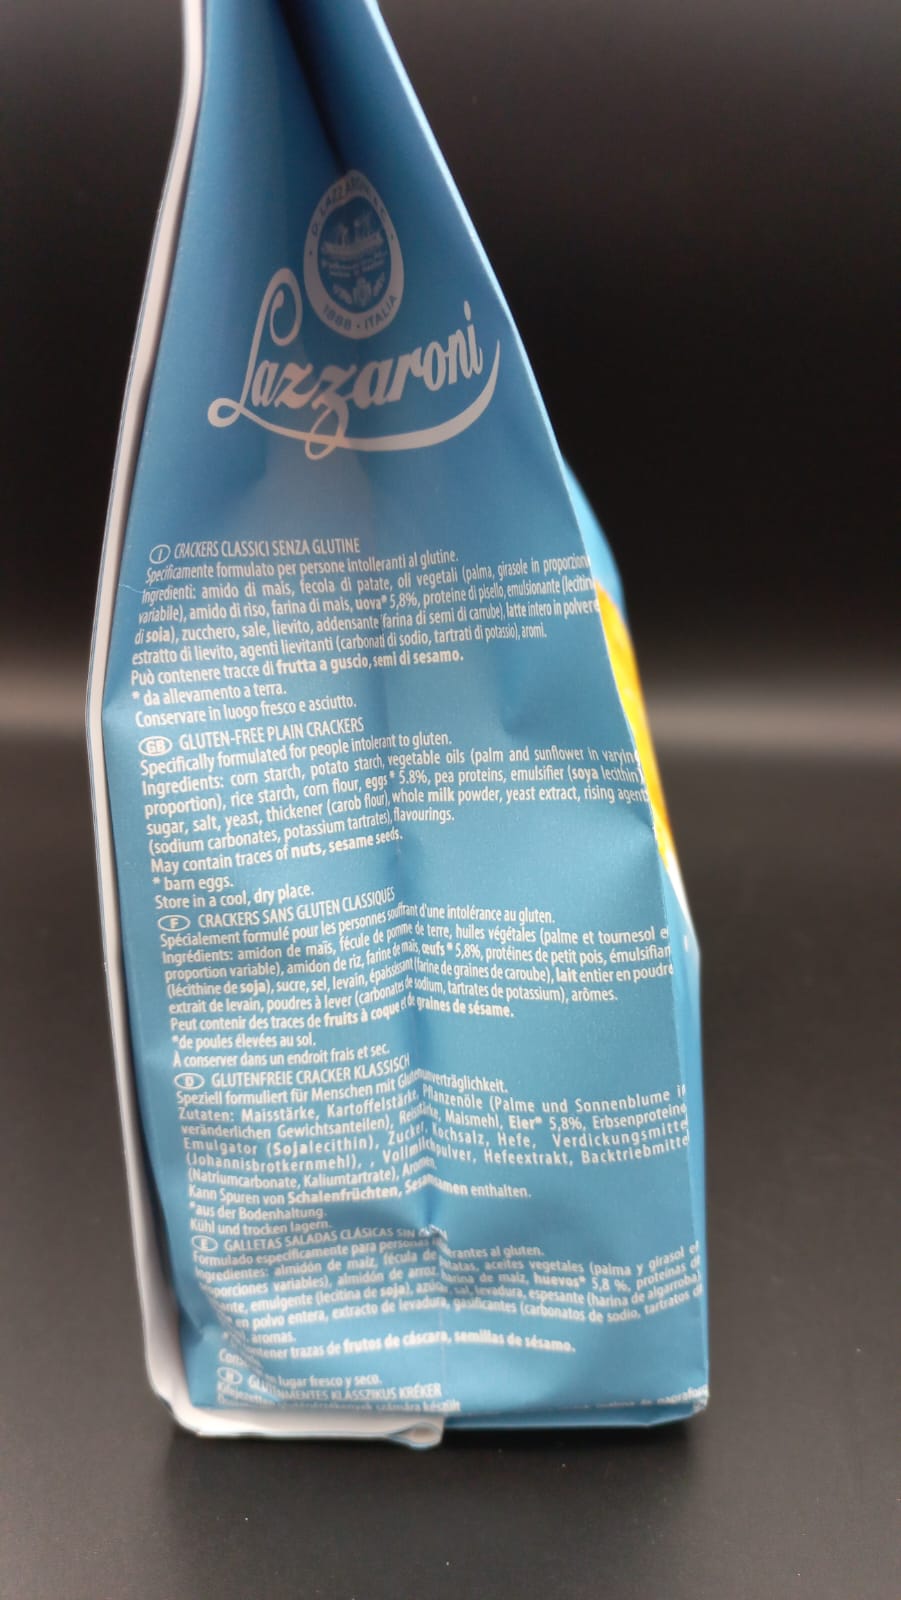 D. LAZZARONI & C.
1888 - ITALIA
Lazzaroni
I CRACKERS CLASSICI SENZA GLUTINE
Specificamente formulato per persone intolleranti al glutine.
Ingredienti: amido di mais, fecola di patate, oli vegetali (palma, girasole in proporzion
variabile), amido di riso, farina di mais, uova* 5,8%, proteine di pisello, emulsionante (lecitin
di soia), zucchero, sale, lievito, addensante (farina di semi di carrube), latte intero in polvere
estratto di lievito, agenti lievitanti (carbonati di sodio, tartrati di potassio), aromi.
Può contenere tracce di frutta a guscio, semi di sesamo.
* da allevamento a terra.
Conservare in luogo fresco e asciutto.
GB GLUTEN-FREE PLAIN CRACKERS
Specifically formulated for people intolerant to gluten.
Ingredients: corn starch, potato starch, vegetable oils (palm and sunflower in varying
proportion), rice starch, corn flour, eggs* 5.8%, pea proteins, emulsifier (soya lecithin)
sugar, salt, yeast, thickener (carob flour), whole milk powder, yeast extract, rising agent
(sodium carbonates, potassium tartrates), flavourings.
May contain traces of nuts, sesame seeds.
* barn eggs.
Store in a cool, dry place.
F CRACKERS SANS GLUTEN CLASSIQUES
Spécialement formulé pour les personnes souffrant d'une intolérance au gluten.
Ingrédients: amidon de maïs, fécule de pomme de terre, huiles végétales (palme et tournesol e
proportion variable), amidon de riz, farine de maïs, œufs* 5,8%, protéines de petit pois, émulsifian
(lécithine de soja), sucre, sel, levain, épaississant (farine de graines de caroube), lait entier en poudre
extrait de levain, poudres à lever (carbonates de sodium, tartrates de potassium), arômes.
Peut contenir des traces de fruits à coque et de graines de sésame.
*de poules élevées au sol.
À conserver dans un endroit frais et sec.
D GLUTENFREIE CRACKER KLASSISCH
Speziell formuliert für Menschen mit Glutenunverträglichkeit.
Zutaten: Maisstärke, Kartoffelstärke, Pflanzenöle (Palme und Sonnenblume in
veränderlichen Gewichtsanteilen), Reisstärke, Maismehl, Eier* 5,8%, Erbsenproteine
Emulgator (Sojalecithin), Zucker, Kochsalz, Hefe, Verdickungsmitte
(Johannisbrotkernmehl), , Vollmilchpulver, Hefeextrakt, Backtriebmitte
(Natriumcarbonate, Kaliumtartrate), Aromen.
Kann Spuren von Schalenfrüchten, Sesamsamen enthalten.
*aus der Bodenhaltung.
Kühl und trocken lagern.
E GALLETAS SALADAS CLÁSICAS SIN
Formulado específicamente para personas al gluten.
Ingredientes: almidón de maíz, fécula de patatas, aceites vegetales (palma y girasol e
proporciones variables), almidón de arroz, harina de maíz, huevos* 5,8 %, proteínas de
emulgente (lecitina de soja), azúcar, sal, levadura, espesante (harina de algarroba)
en polvo entera, extracto de levadura, gasificantes (carbonatos de sodio, tartratos d
aromas.
trazas de frutos de cáscara, semillas de sésamo.
lugar fresco y seco.
H GLUTÉNMENTES KLASSZIKUS KRÉKER